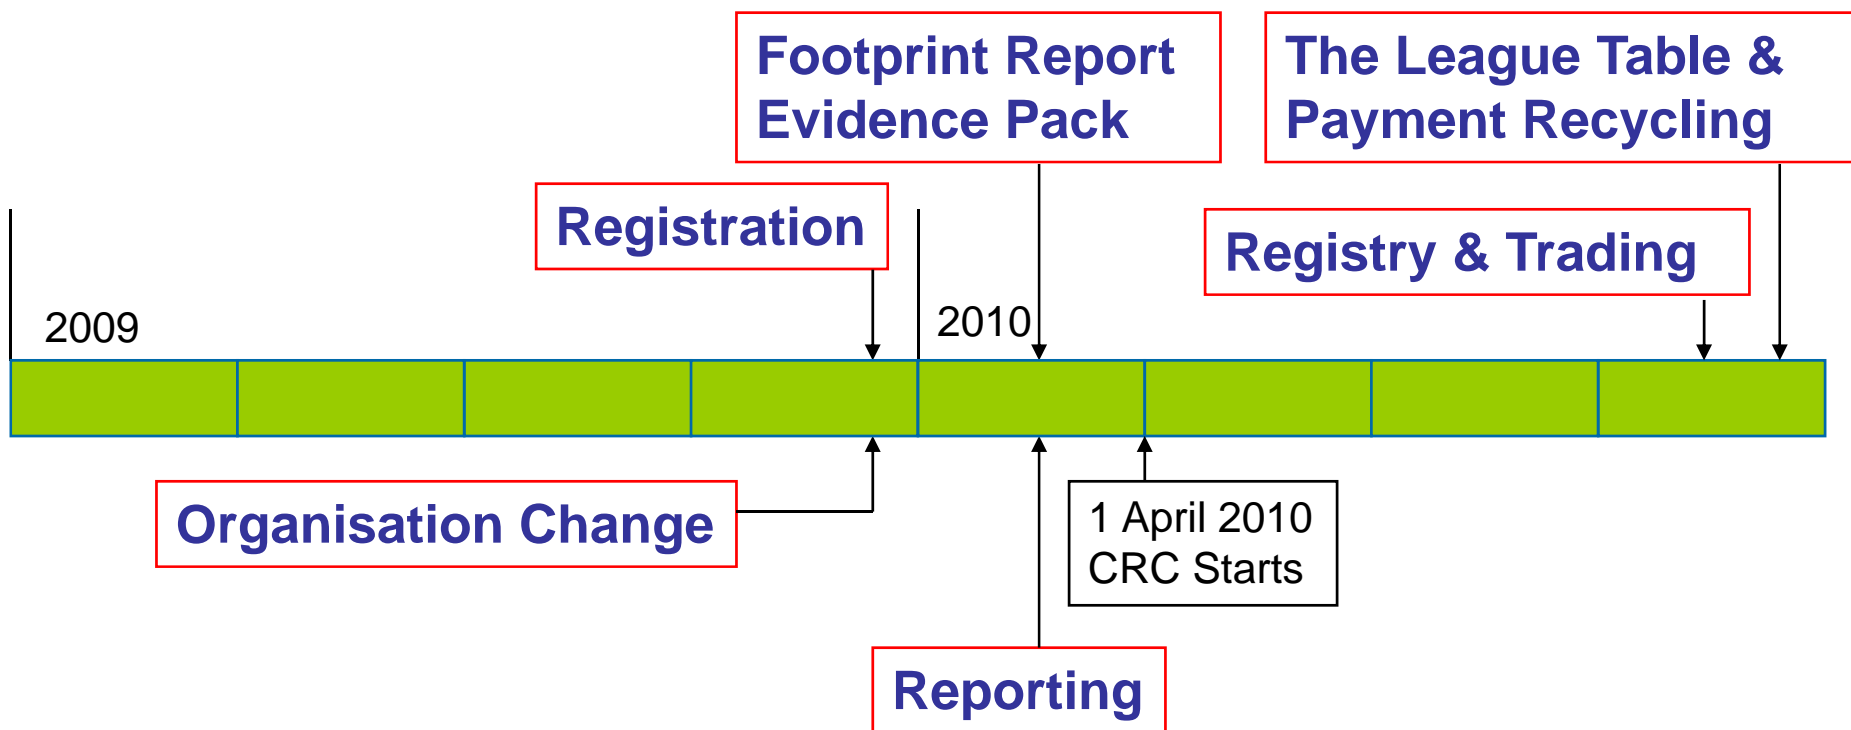 Footprint Report
Evidence Pack
The League Table &
Payment Recycling
Registration
Registry & Trading
2009
2010
Organisation Change
1 April 2010
CRC Starts
Reporting